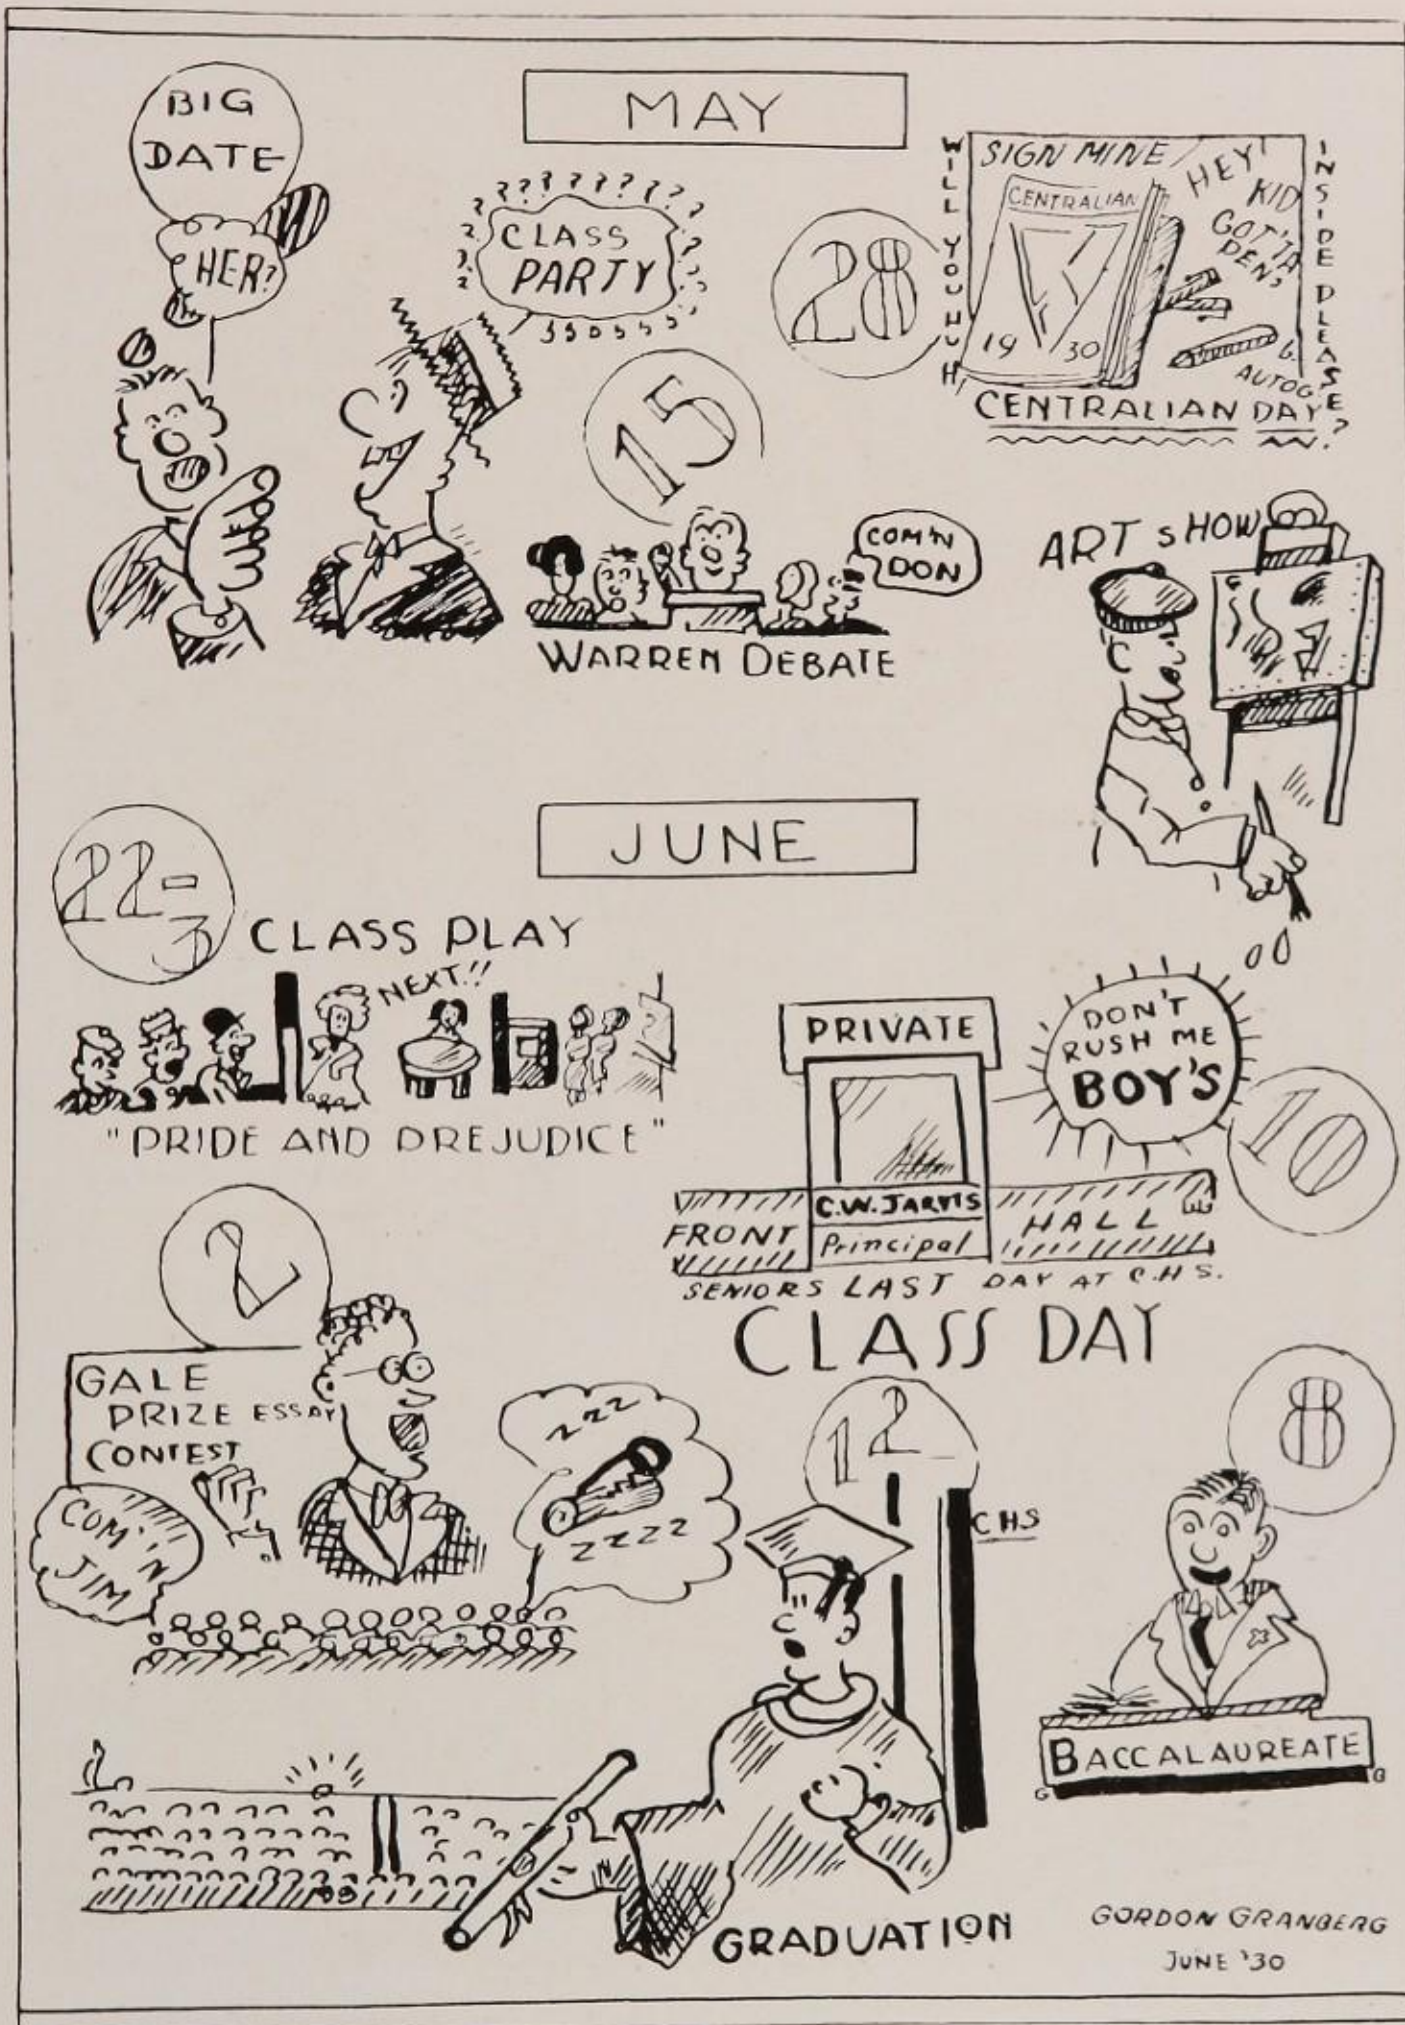 MAY
BIG
DATE
HER?
? ? ? ? ? ? ? ?
CLASS
PARTY
15
28
WILL YOU HUH
SIGN MINE
HEY!
KID
GOT'TA
PEN?
CENTRALIAN
19 30
AUTOG.
INSIDE PLEASE?
CENTRALIAN DAY
COM'N
DON
WARREN DEBATE
ART SHOW
JUNE
22-3
CLASS PLAY
NEXT!!
"PRIDE AND PREJUDICE"
PRIVATE
DON'T
RUSH ME
BOY'S
10
C.W. JARVIS
Principal
FRONT HALL
SENIORS LAST DAY AT C.H.S.
CLASS DAY
2
GALE
PRIZE ESSAY
CONTEST
COM'N
JIM
zzz
zzzz
12
CHS
8
BACCALAUREATE
G G
GRADUATION
GORDON GRANBERG
JUNE '30